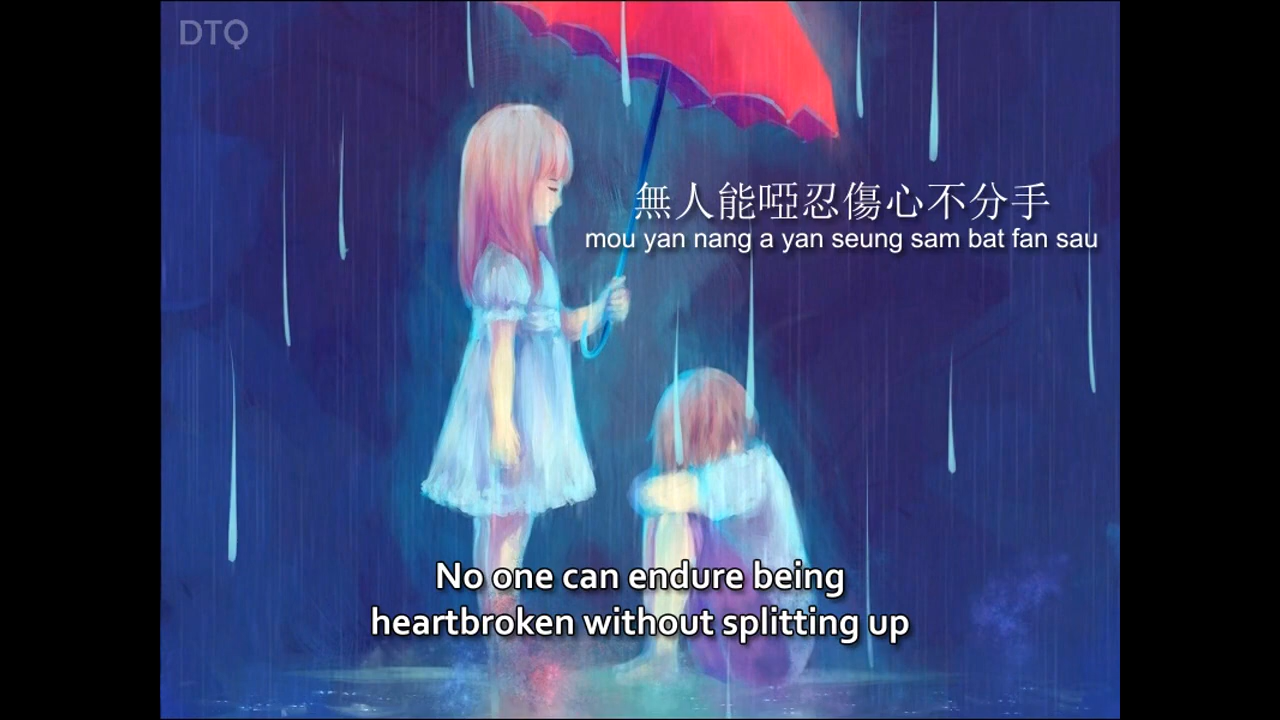 DTQ
無人能啞忍傷心不分手
mou yan nang a yan seung sam bat fan sau
No one can endure being
heartbroken without splitting up